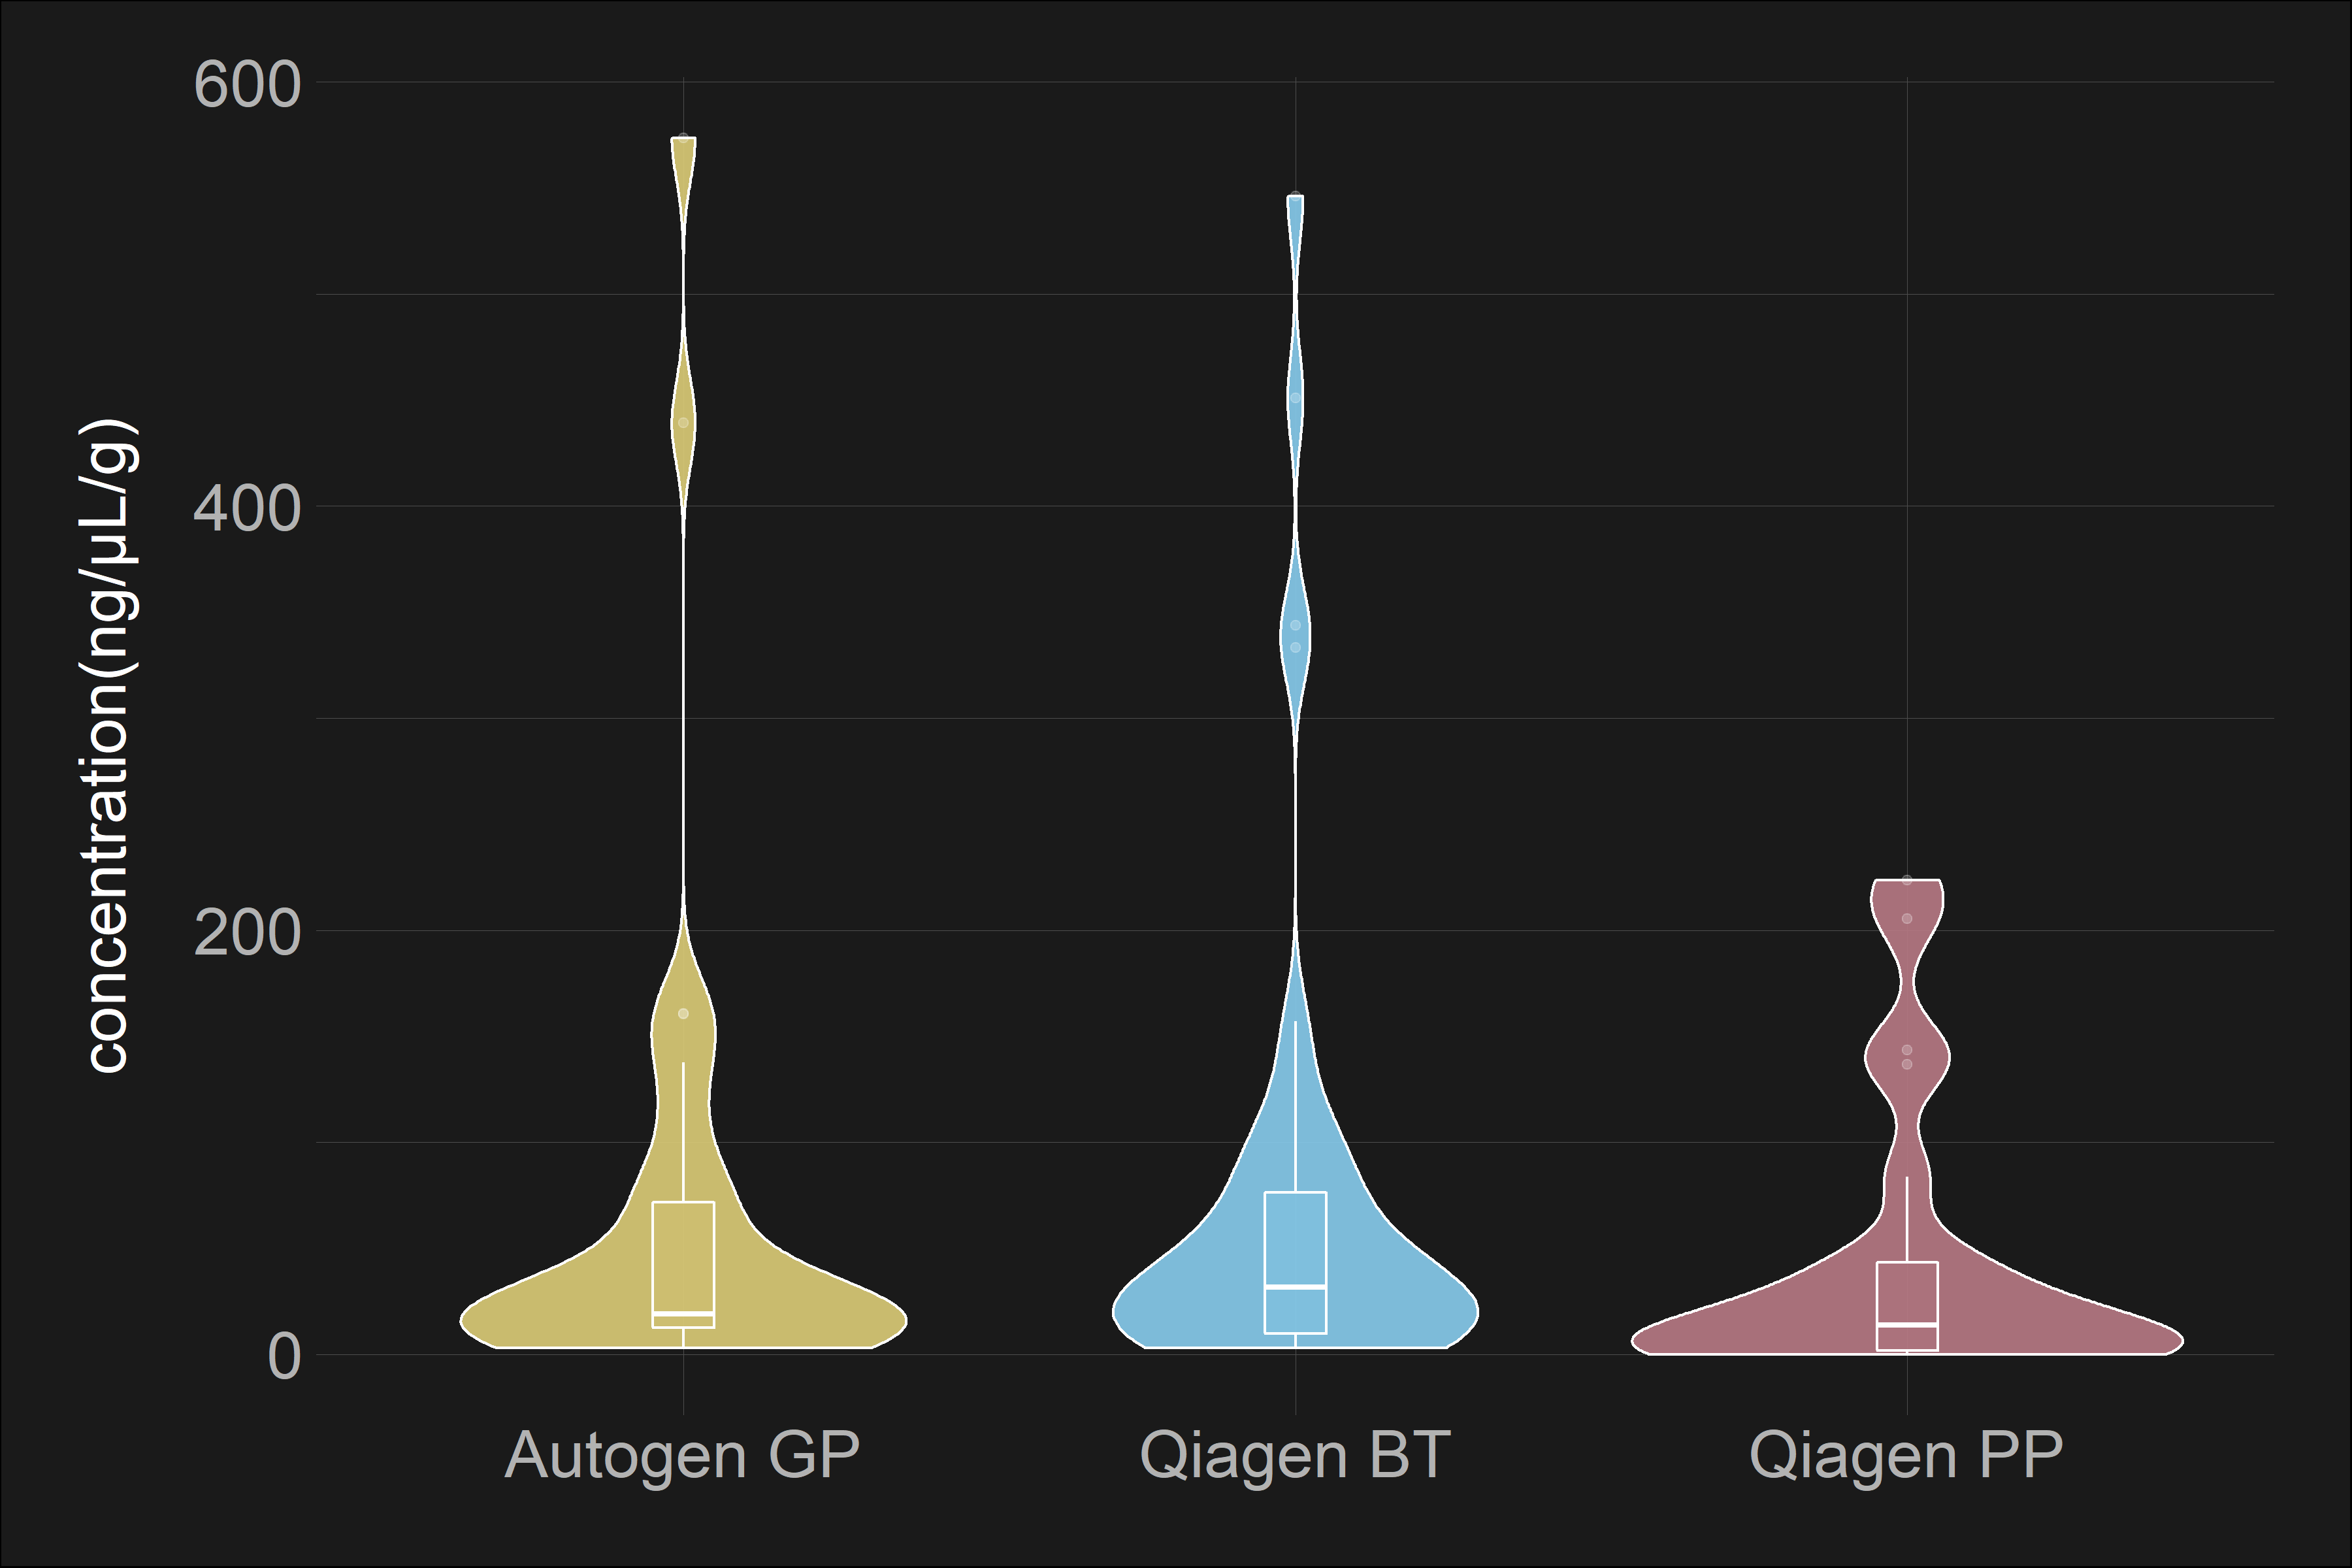 concentration(ng/µL/g)
600
400
200
0
Autogen GP
Qiagen BT
Qiagen PP